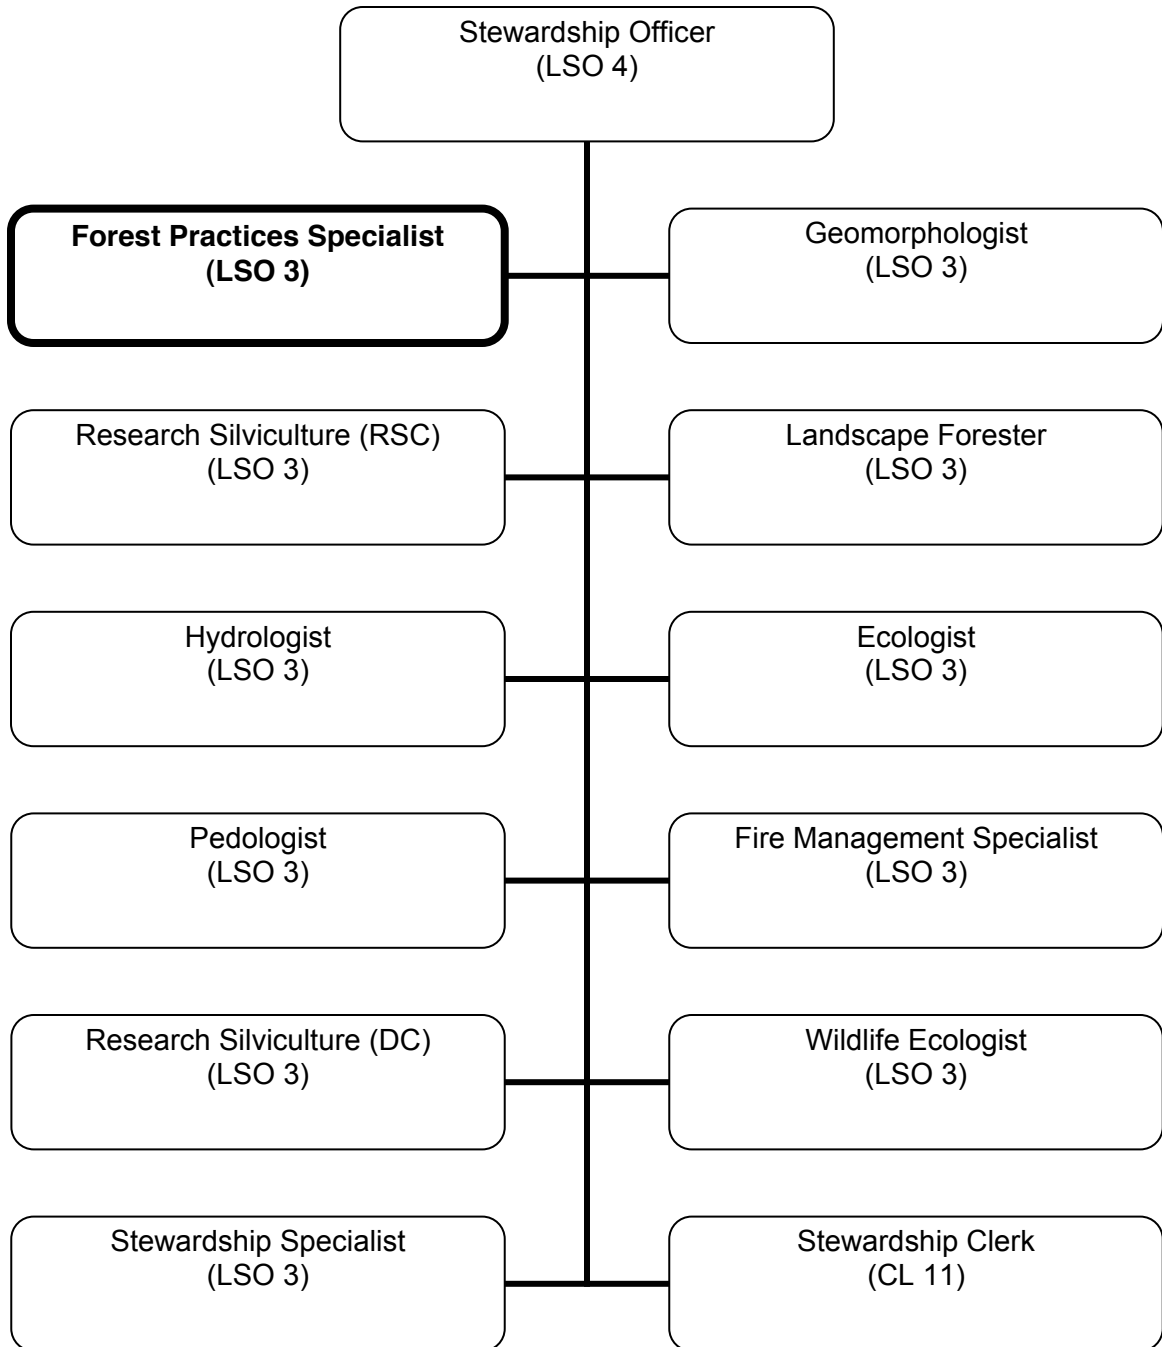 Stewardship Officer
(LSO 4)
Forest Practices Specialist
(LSO 3)
Geomorphologist
(LSO 3)
Research Silviculture (RSC)
(LSO 3)
Landscape Forester
(LSO 3)
Hydrologist
(LSO 3)
Ecologist
(LSO 3)
Pedologist
(LSO 3)
Fire Management Specialist
(LSO 3)
Research Silviculture (DC)
(LSO 3)
Wildlife Ecologist
(LSO 3)
Stewardship Specialist
(LSO 3)
Stewardship Clerk
(CL 11)